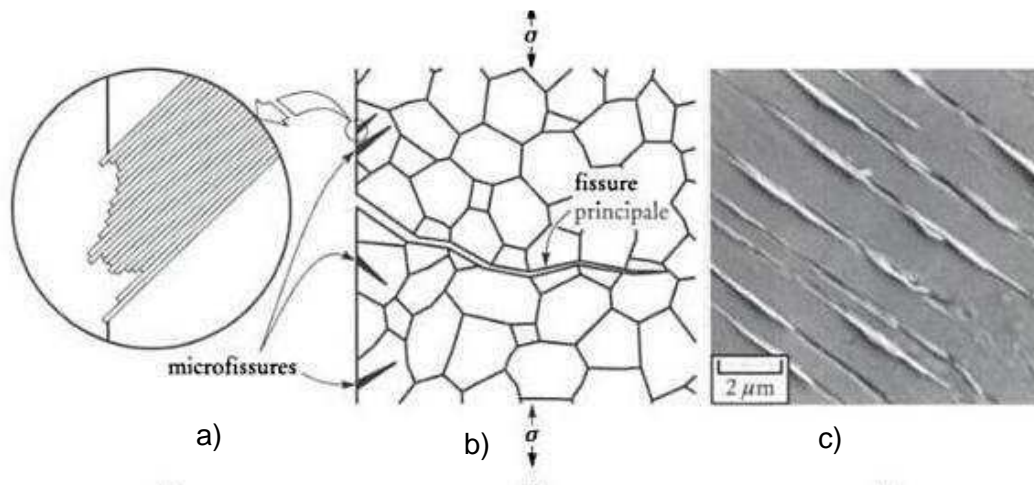 σ
fissure
principale
microfissures
2 μm
σ
a)
b)
c)